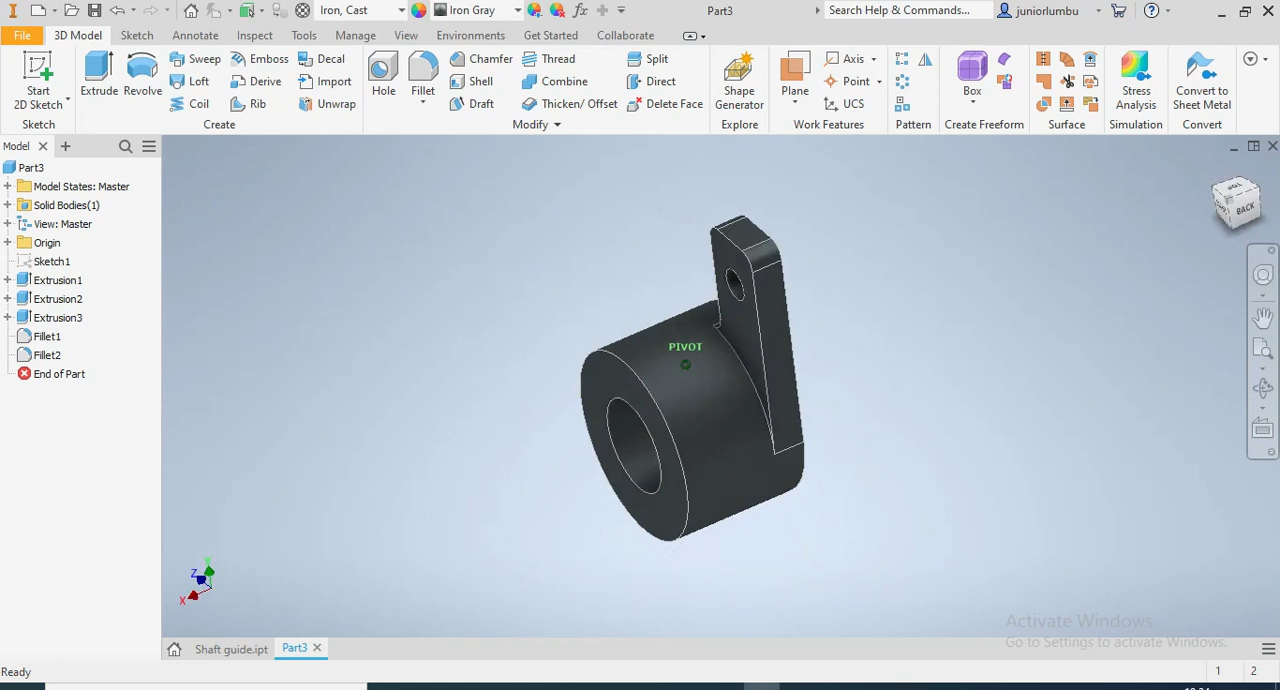 Iron, Cast
Iron Gray
fx
Part3
Search Help & Commands...
juniorlumbu
File
3D Model
Sketch
Annotate
Inspect
Tools
Manage
View
Environments
Get Started
Collaborate
Start
2D Sketch
Sketch
Extrude
Revolve
Sweep
Loft
Coil
Emboss
Derive
Rib
Decal
Import
Unwrap
Create
Hole
Fillet
Chamfer
Shell
Draft
Thread
Combine
Thicken/ Offset
Split
Direct
Delete Face
Modify
Shape
Generator
Explore
Plane
Axis
Point
UCS
Work Features
Pattern
Box
Create Freeform
Surface
Stress
Analysis
Simulation
Convert to
Sheet Metal
Convert
Model
Part3
Model States: Master
Solid Bodies(1)
View: Master
Origin
Sketch1
Extrusion1
Extrusion2
Extrusion3
Fillet1
Fillet2
End of Part
PIVOT
BACK
Z
X
Activate Windows
Go to Settings to activate Windows.
Shaft guide.ipt
Part3
Ready
1
2